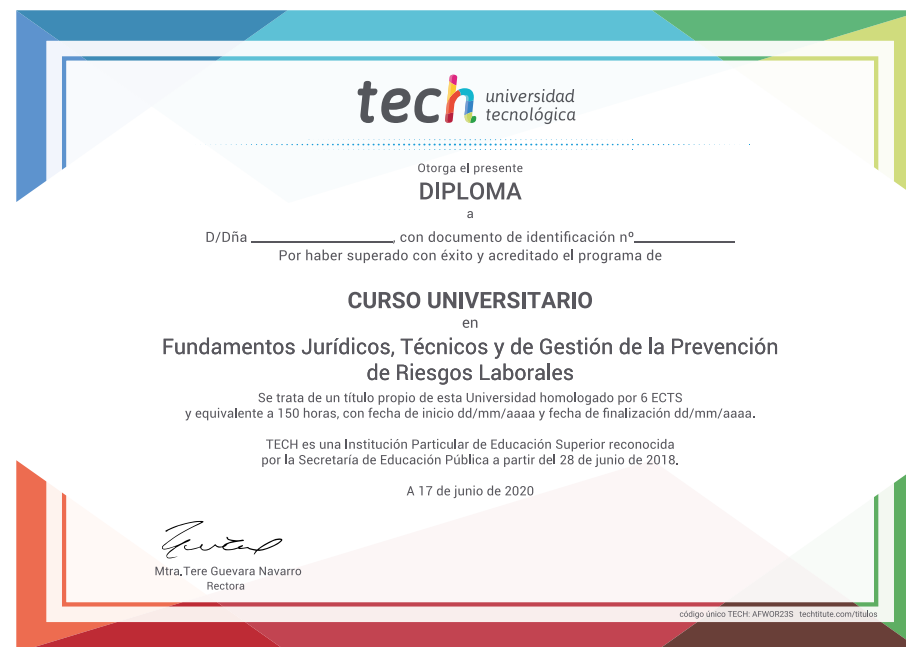 tech universidad
tecnológica
Otorga el presente
DIPLOMA
a
D/Dña ____________________, con documento de identificación nº______________
Por haber superado con éxito y acreditado el programa de
CURSO UNIVERSITARIO
en
Fundamentos Jurídicos, Técnicos y de Gestión de la Prevención
de Riesgos Laborales
Se trata de un título propio de esta Universidad homologado por 6 ECTS
y equivalente a 150 horas, con fecha de inicio dd/mm/aaaa y fecha de finalización dd/mm/aaaa.
TECH es una Institución Particular de Educación Superior reconocida
por la Secretaría de Educación Pública a partir del 28 de junio de 2018.
A 17 de junio de 2020
Mtra.Tere Guevara Navarro
Rectora
código único TECH: AFWOR23S techtitute.com/titulos